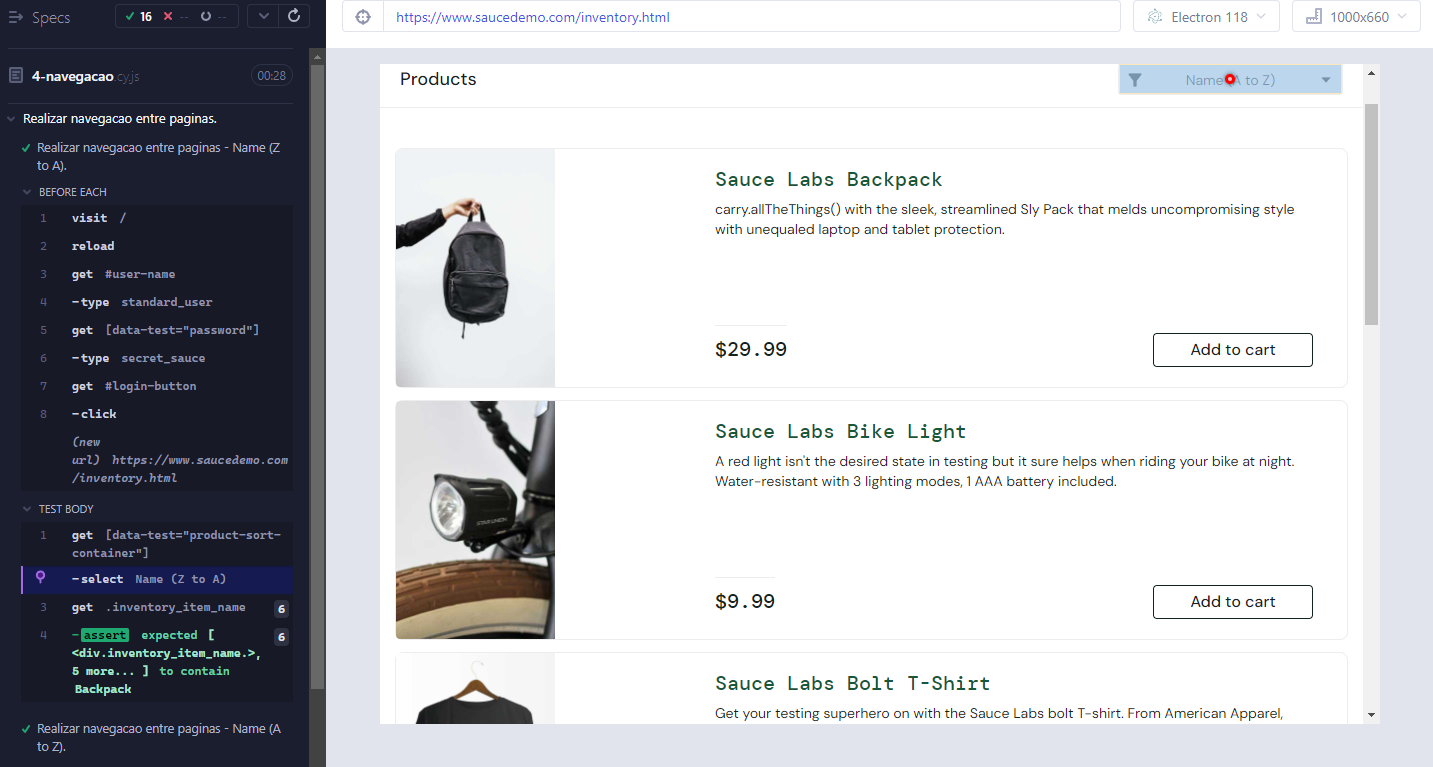 Specs
16
--
--
4-navegacao.cy.js
00:28
Realizar navegacao entre paginas.
Realizar navegacao entre paginas - Name (Z
to A).
BEFORE EACH
1 visit /
2 reload
3 get #user-name
4 -type standard_user
5 get [data-test="password"]
6 -type secret_sauce
7 get #login-button
8 -click
(new
url) https://www.saucedemo.com
/inventory.html
TEST BODY
1 get [data-test="product-sort-
container"]
-select Name (Z to A)
3 get .inventory_item_name 6
4 -assert expected [ 6
<div.inventory_item_name.>,
5 more... ] to contain
Backpack
Realizar navegacao entre paginas - Name (A
to Z).
https://www.saucedemo.com/inventory.html
Electron 118
1000x660
Products
Name to Z)
Sauce Labs Backpack
carry.allTheThings() with the sleek, streamlined Sly Pack that melds uncompromising style
with unequaled laptop and tablet protection.
$29.99
Add to cart
Sauce Labs Bike Light
A red light isn't the desired state in testing but it sure helps when riding your bike at night.
Water-resistant with 3 lighting modes, 1 AAA battery included.
$9.99
Add to cart
Sauce Labs Bolt T-Shirt
Get your testing superhero on with the Sauce Labs bolt T-shirt. From American Apparel,